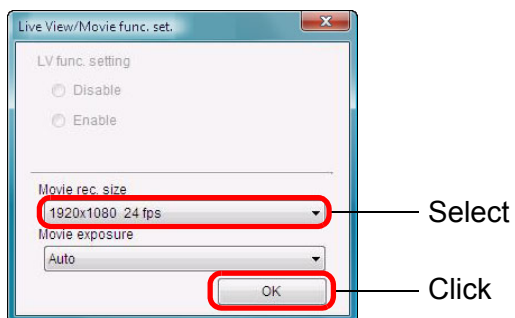 Live View/Movie func. set.
LV func. setting
Disable
Enable
Movie rec. size
1920x1080 24 fps
Select
Movie exposure
Auto
OK
Click